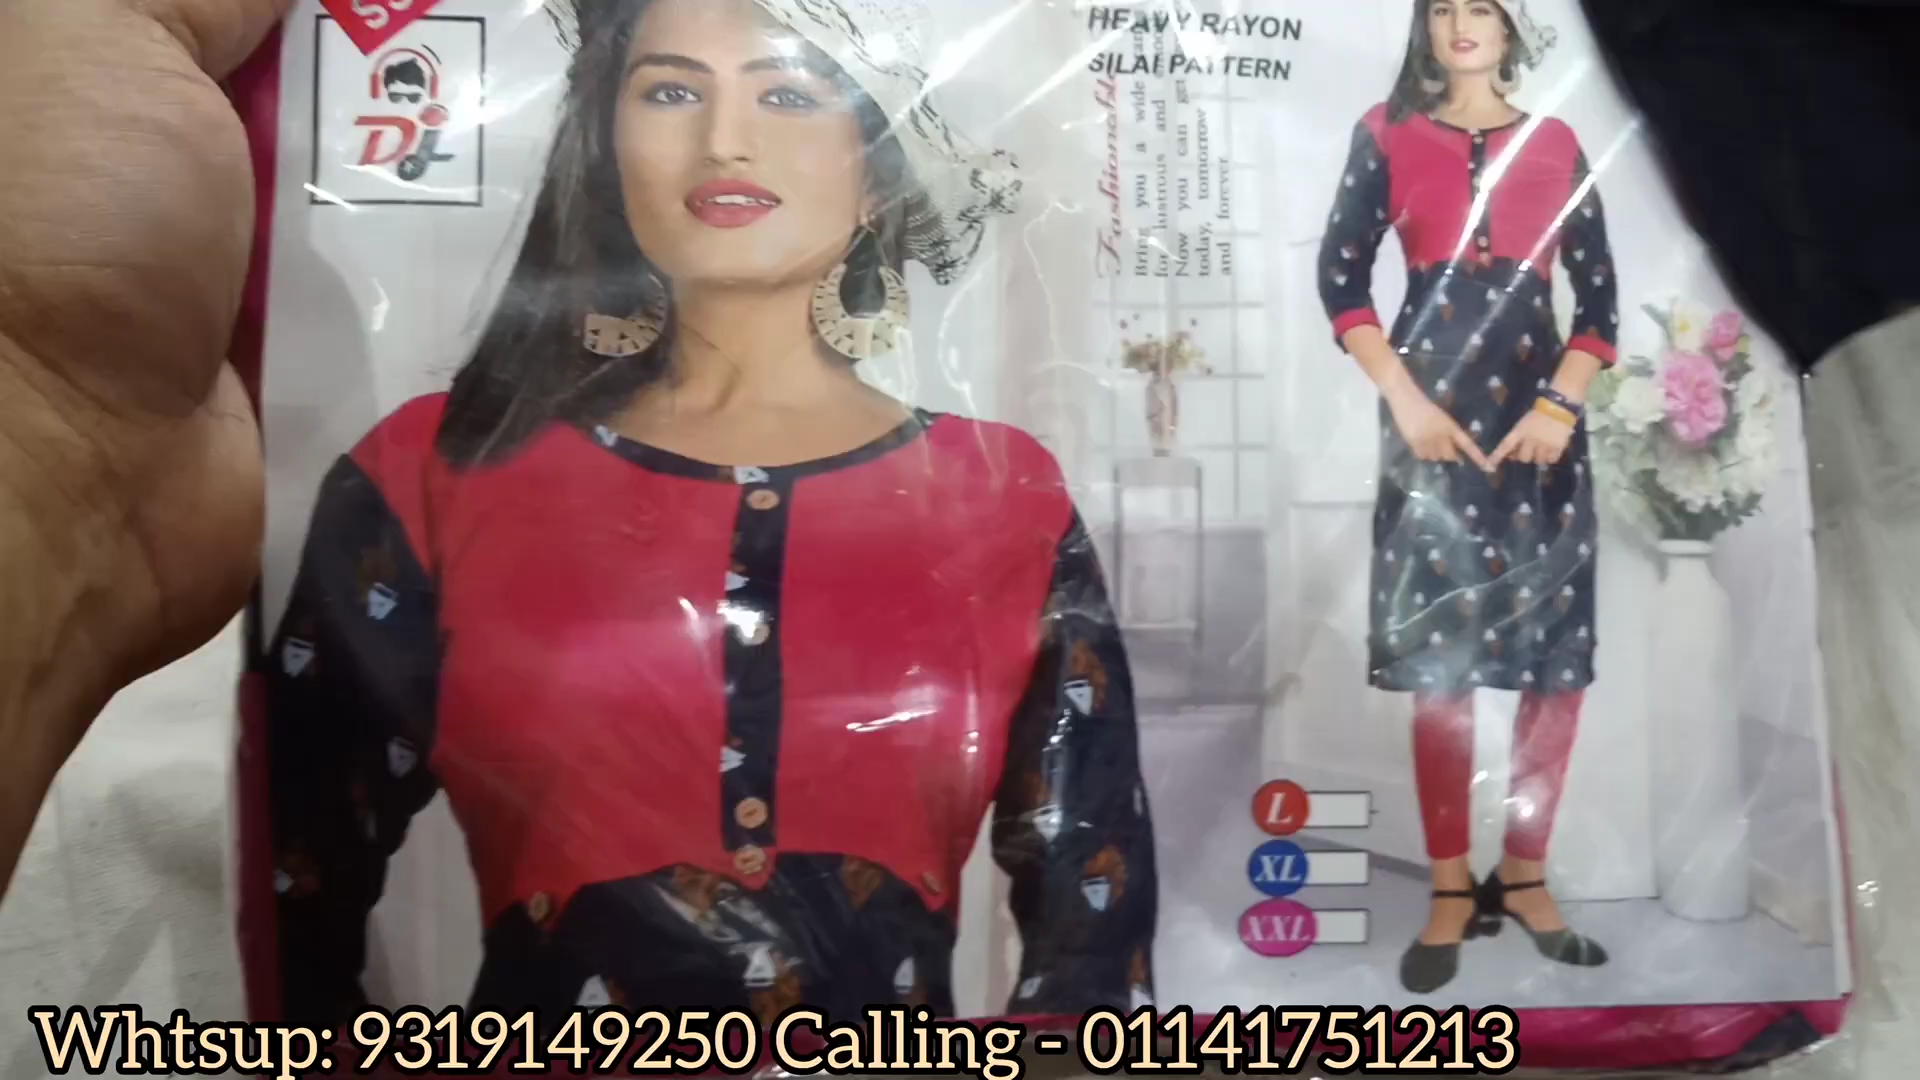 DJ
HEAVY RAYON
SILAI PATTERN
Fashionable
Bring you a wide
for lustrous and
Now you can
today, tomorrow
and forever
L
XL
XXL
Whtsup: 9319149250 Calling - 01141751213